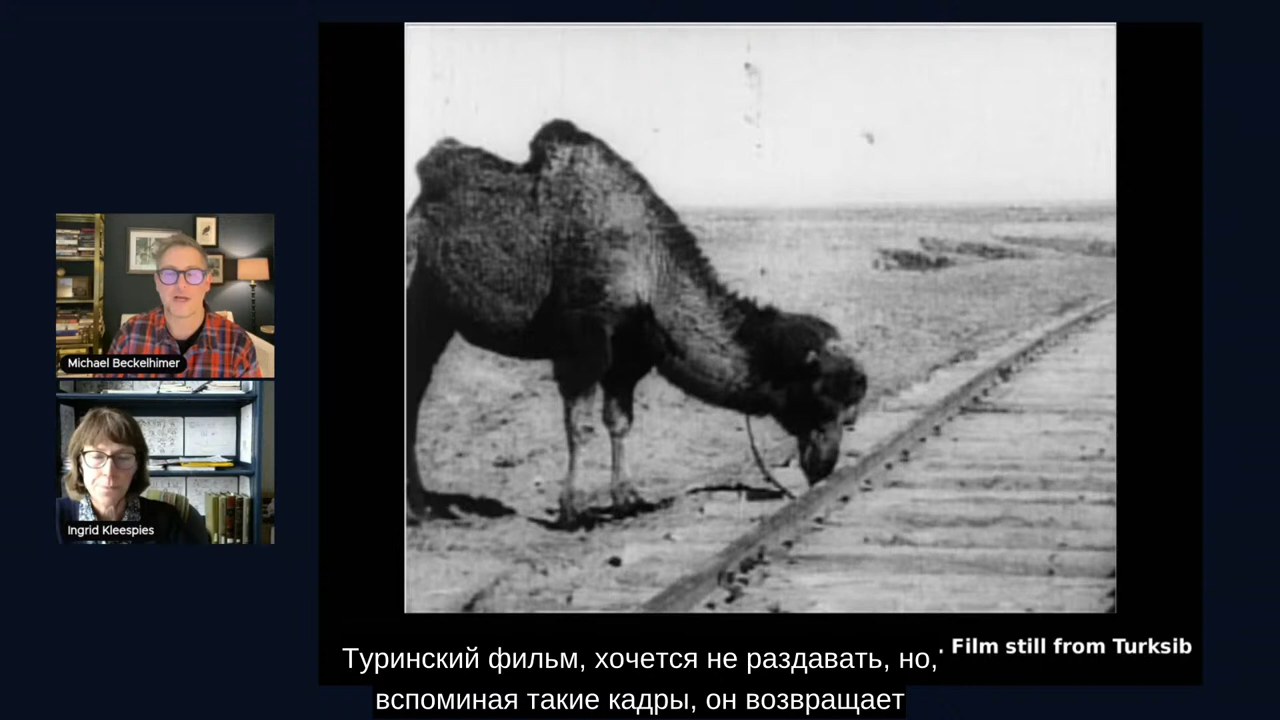 Michael Beckelhimer
Ingrid Kleespies
. Film still from Turksib
Туринский фильм, хочется не раздавать, но,
вспоминая такие кадры, он возвращает